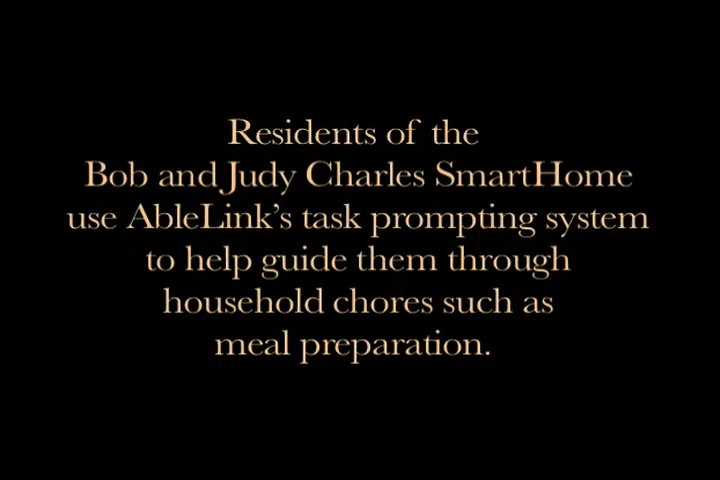 Residents of the
Bob and Judy Charles SmartHome
use AbleLink's task prompting system
to help guide them through
household chores such as
meal preparation.